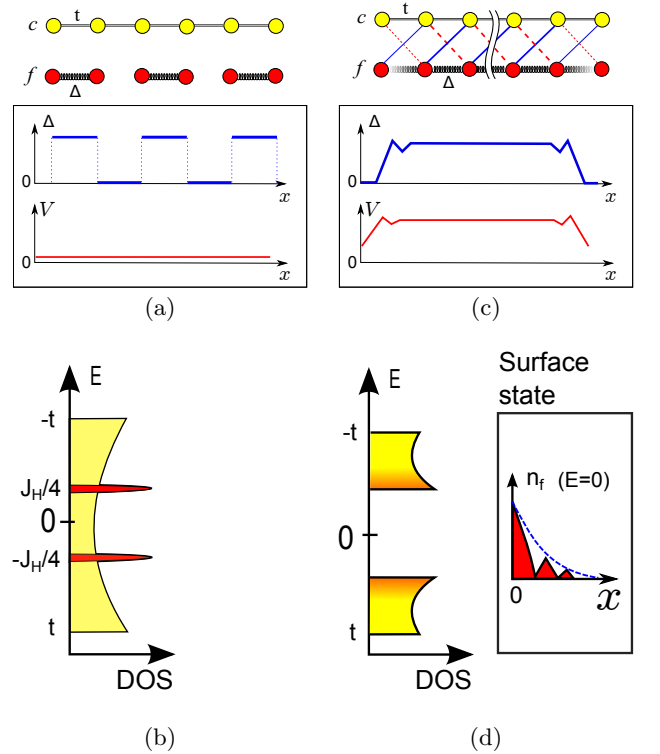 t
c
f
Δ
Δ
0
x
V
0
x
(a)
t
c
f
Δ
Δ
0
x
V
0
x
(c)
E
-t
J_H/4
0
-J_H/4
t
DOS
(b)
E
-t
0
t
DOS
Surface
state
n_f (E=0)
0
x
(d)